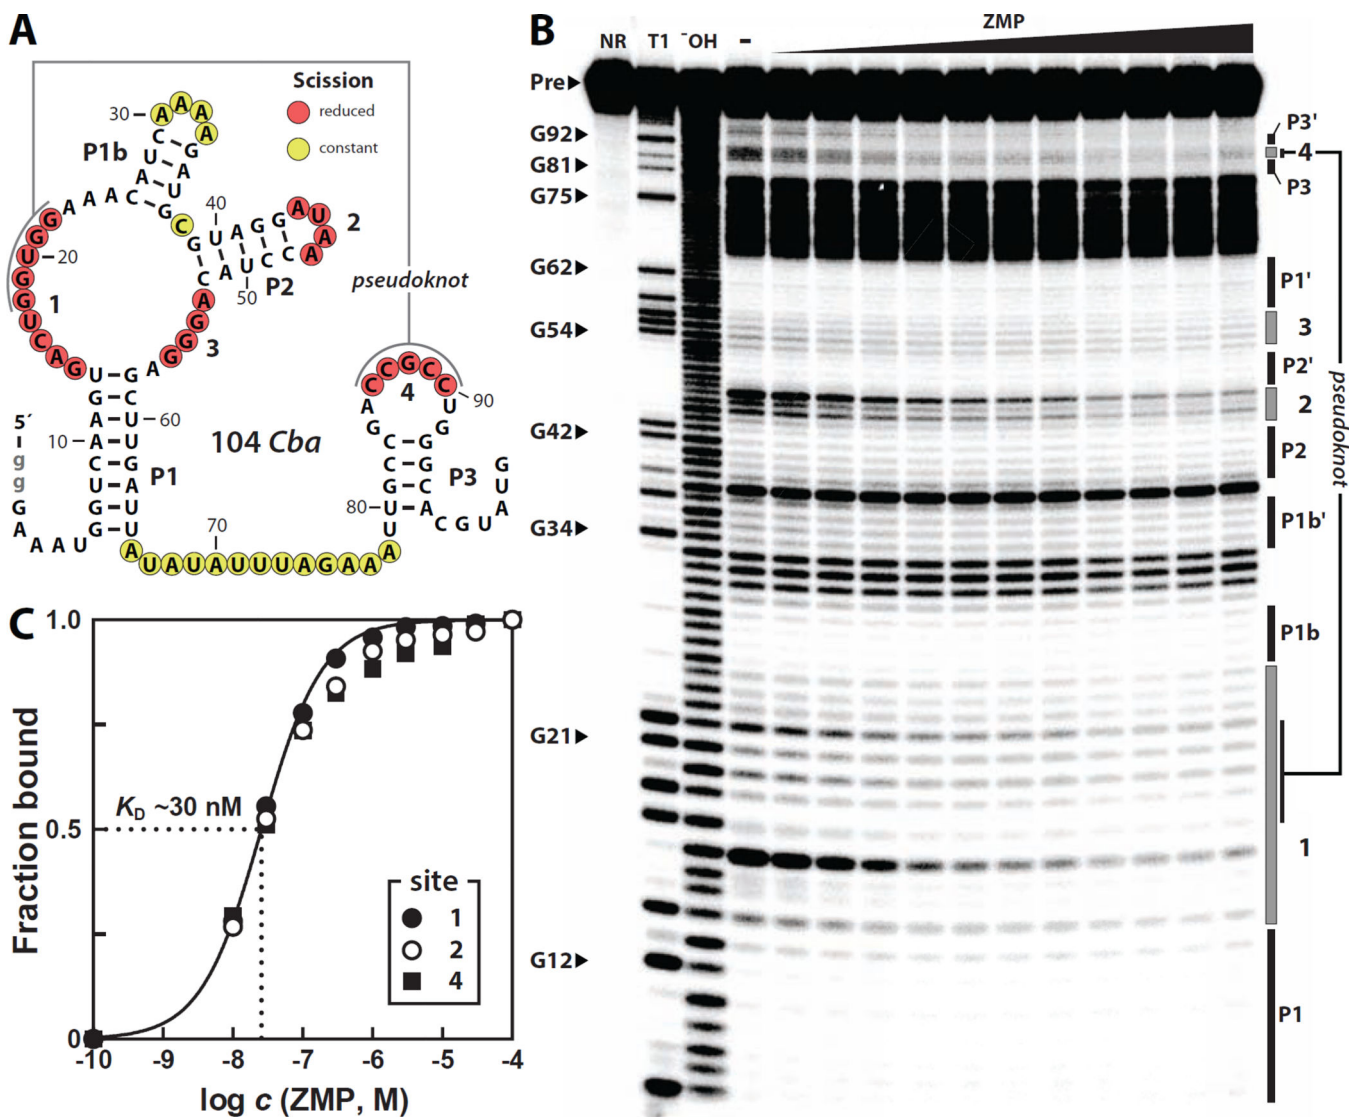 A
Scission
reduced
constant
30
P1b
A A A A
C G
U A
U U
A G
G G A A A C
C
20
U
G
G
U
C
A
G
1
40
G U A G G A U A A
C A U C C
2
P2
50
A
G
G
G
A
3
pseudoknot
C C G C C
4
A U
G G
90
5´
g
g
G
A
A
A
U
10
U G
G C
A U
A U
C G
U A
G U
G U
60
P1
104 Cba
70
A U A U A U U U A G A A A
80
C G
C G
G C
U A
U C G U A U G
P3
B
NR T1 ⁻OH - ZMP
Pre
G92
G81
G75
G62
G54
G42
G34
G21
G12
P3'
4
P3
P1'
3
P2'
2
P2
P1b'
P1b
1
P1
pseudoknot
C
Fraction bound
1.0
0.5
0
KD ~30 nM
site
1
2
4
-10 -9 -8 -7 -6 -5 -4
log c (ZMP, M)